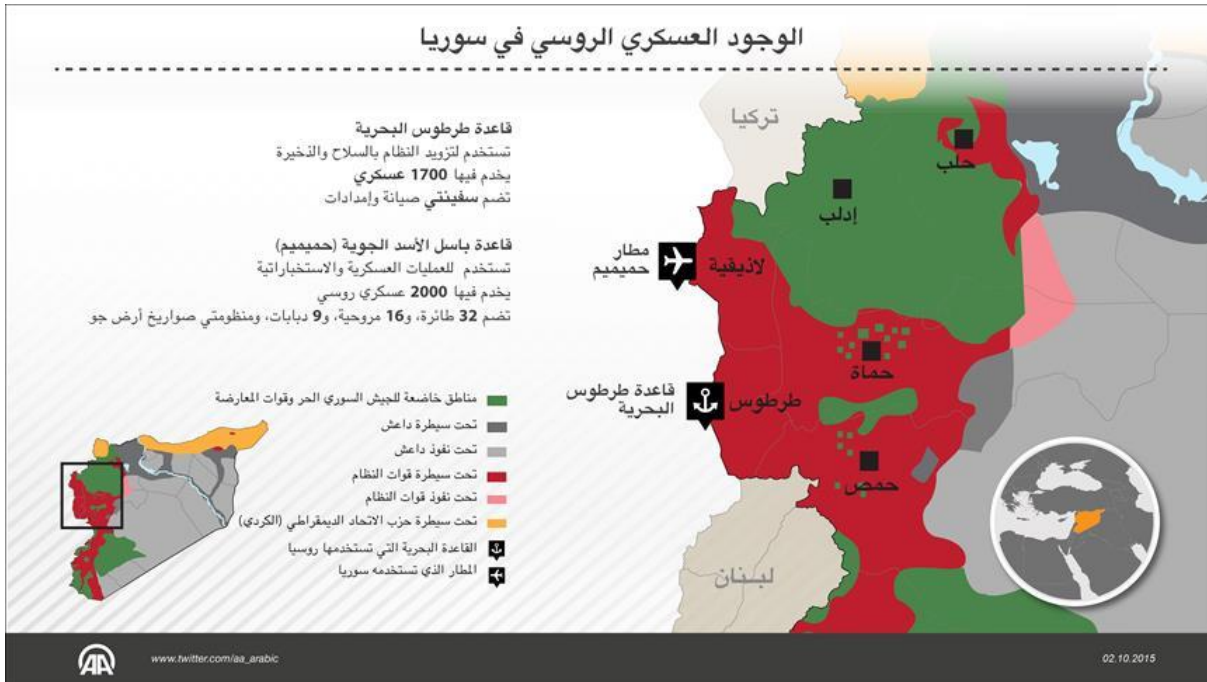 الوجود العسكري الروسي في سوريا
قاعدة طرطوس البحرية
تستخدم لتزويد النظام بالسلاح والذخيرة
يخدم فيها 1700 عسكري
تضم سفينتي صيانة وإمدادات
قاعدة باسل الأسد الجوية (حميميم)
تستخدم للعمليات العسكرية والاستخباراتية
يخدم فيها 2000 عسكري روسي
تضم 32 طائرة، و16 مروحية، و9 دبابات، ومنظومتي صواريخ أرض جو
تركيا
حلب
إدلب
مطار
حميميم
لاذيقية
حماة
قاعدة طرطوس
البحرية
طرطوس
حمص
لبنان
مناطق خاضعة للجيش السوري الحر وقوات المعارضة
تحت سيطرة داعش
تحت نفوذ داعش
تحت سيطرة قوات النظام
تحت نفوذ قوات النظام
تحت سيطرة حزب الاتحاد الديمقراطي (الكردي)
القاعدة البحرية التي تستخدمها روسيا
المطار الذي تستخدمه سوريا
AA
www.twitter.com/aa_arabic
02.10.2015